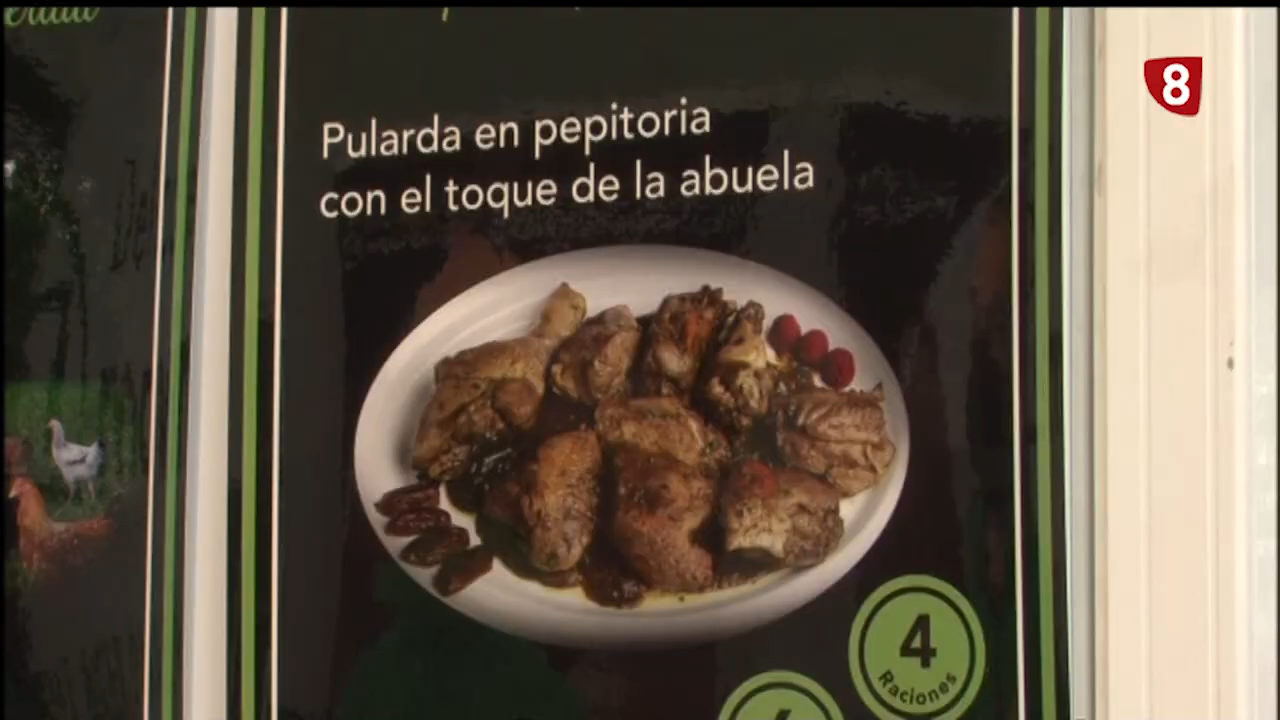 8
Pularda en pepitoria
con el toque de la abuela
4
Raciones